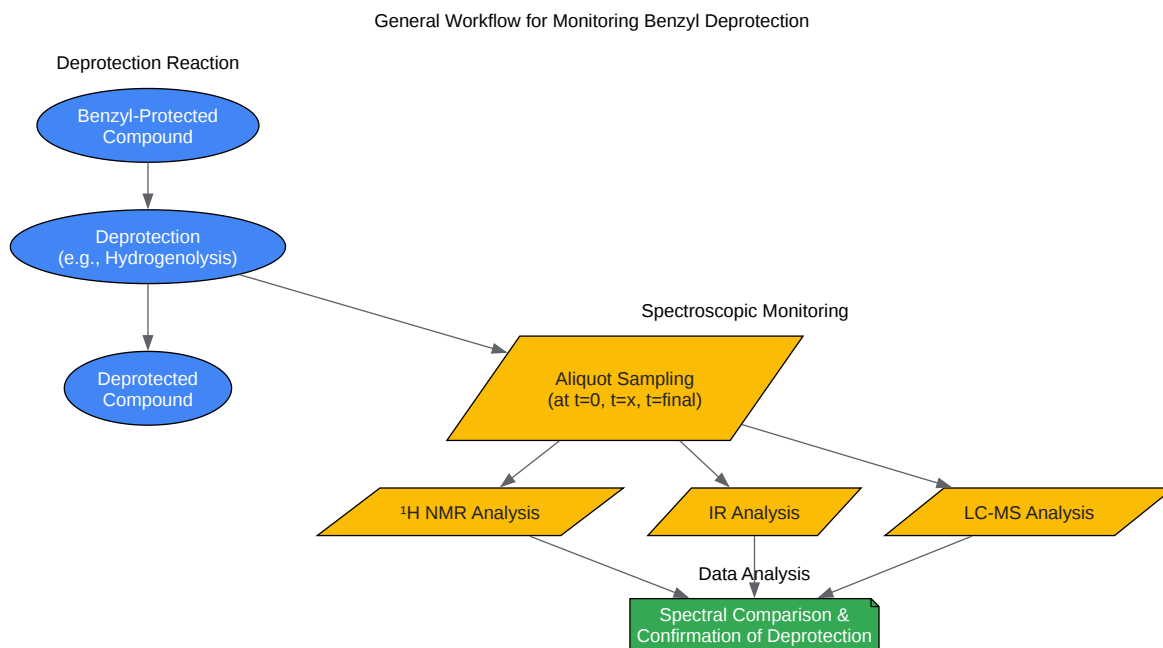 General Workflow for Monitoring Benzyl Deprotection
Deprotection Reaction
Benzyl-Protected
Compound
Deprotection
(e.g., Hydrogenolysis)
Deprotected
Compound
Spectroscopic Monitoring
Aliquot Sampling
(at t=0, t=x, t=final)
¹H NMR Analysis
IR Analysis
LC-MS Analysis
Data Analysis
Spectral Comparison &
Confirmation of Deprotection